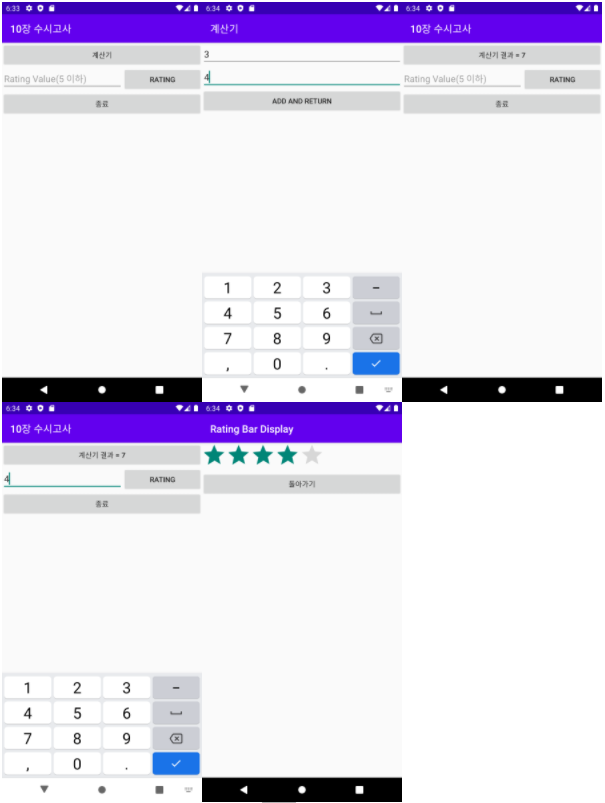 6:33
10장 수시고사
계산기
Rating Value(5 이하)
RATING
종료
6:34
계산기
3
4
ADD AND RETURN
1 2 3 -
4 5 6
7 8 9
, 0 .
6:34
10장 수시고사
계산기 결과 = 7
Rating Value(5 이하)
RATING
종료
6:34
10장 수시고사
계산기 결과 = 7
4
RATING
종료
1 2 3 -
4 5 6
7 8 9
, 0 .
6:34
Rating Bar Display
돌아가기